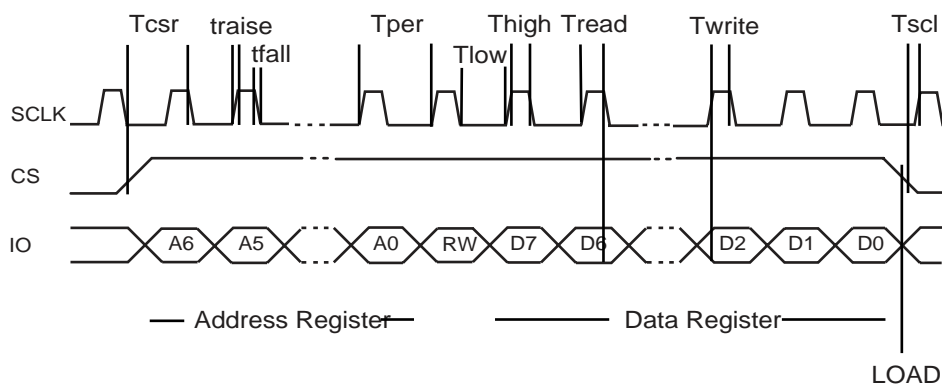 Tcsr traise Tper Thigh Tread Twrite Tscl
tfall Tlow
SCLK
CS
IO A6 A5 A0 RW D7 D6 D2 D1 D0
Address Register Data Register
LOAD